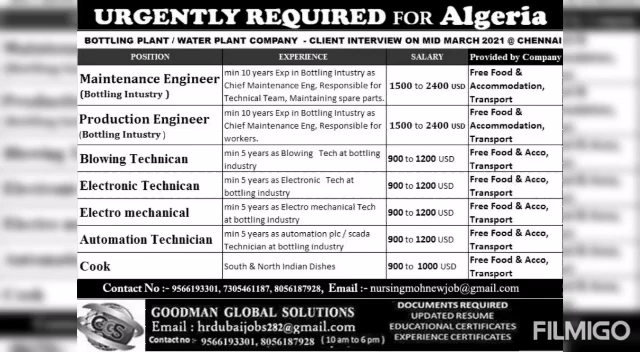 URGENTLY REQUIRED FOR Algeria
BOTTLING PLANT / WATER PLANT COMPANY - CLIENT INTERVIEW ON MID MARCH 2021 @ CHENNAI
POSITION EXPERIENCE SALARY Provided by Company
Maintenance Engineer
(Bottling Intustry )
min 10 years Exp in Bottling Intustry as
Chief Maintenance Eng, Responsible for
Technical Team, Maintaining spare parts.
1500 to 2400 USD
Free Food &
Accommodation,
Transport
Production Engineer
(Bottling Intustry )
min 10 years Exp in Bottling Intustry as
Chief Maintenance Eng, Responsible for
workers.
1500 to 2400 USD
Free Food &
Accommodation,
Transport
Blowing Technican
min 5 years as Blowing Tech at bottling
industry
900 to 1200 USD
Free Food & Acco,
Transport
Electronic Technican
min 5 years as Electronic Tech at
bottling industry
900 to 1200 USD
Free Food & Acco,
Transport
Electro mechanical
min 5 years as Electro mechanical Tech
at bottling industry
900 to 1200 USD
Free Food & Acco,
Transport
Automation Technician
min 5 years as automation plc / scada
Technician at bottling industry
900 to 1200 USD
Free Food & Acco,
Transport
Cook
South & North Indian Dishes
900 to 1000 USD
Free Food & Acco,
Transport
Contact No :- 9566193301, 7305461187, 8056187928, Email :- nursingmohnewjob@gmail.com
GGS
GOODMAN GLOBAL SOLUTIONS
Email : hrdubaijobs282@gmail.com
Contact no :- 9566193301, 8056187928 ( 10 am to 6 pm )
DOCUMENTS REQUIRED
UPDATED RESUME
EDUCATIONAL CERTIFICATES
EXPERIENCE CERTIFICATES
FILMIGO